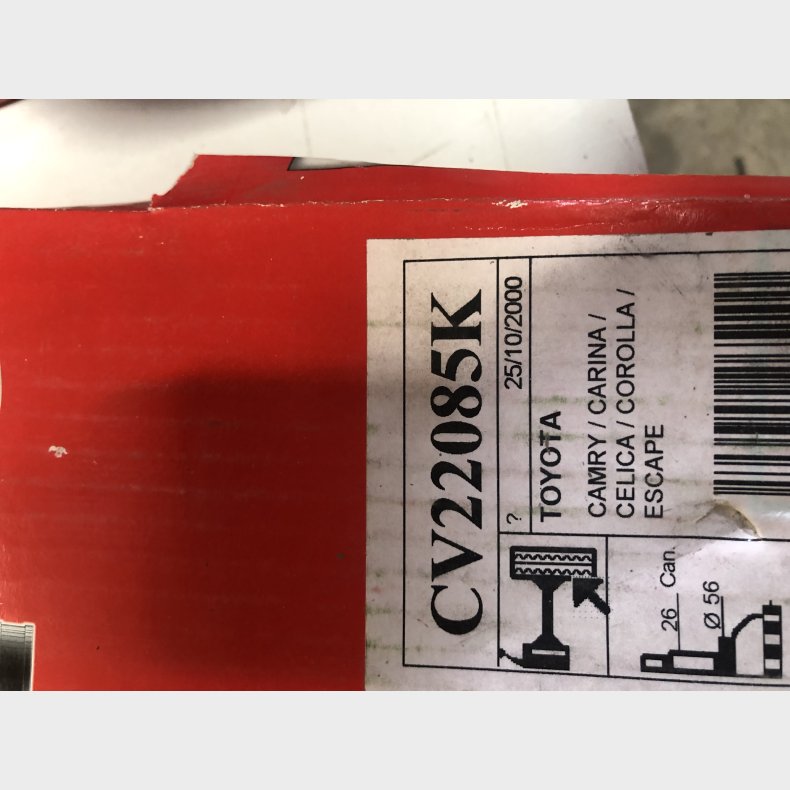 CV22085K
? 25/10/2000
TOYOTA
CAMRY / CARINA /
CELICA / COROLLA /
ESCAPE
26 Can.
Ø 56